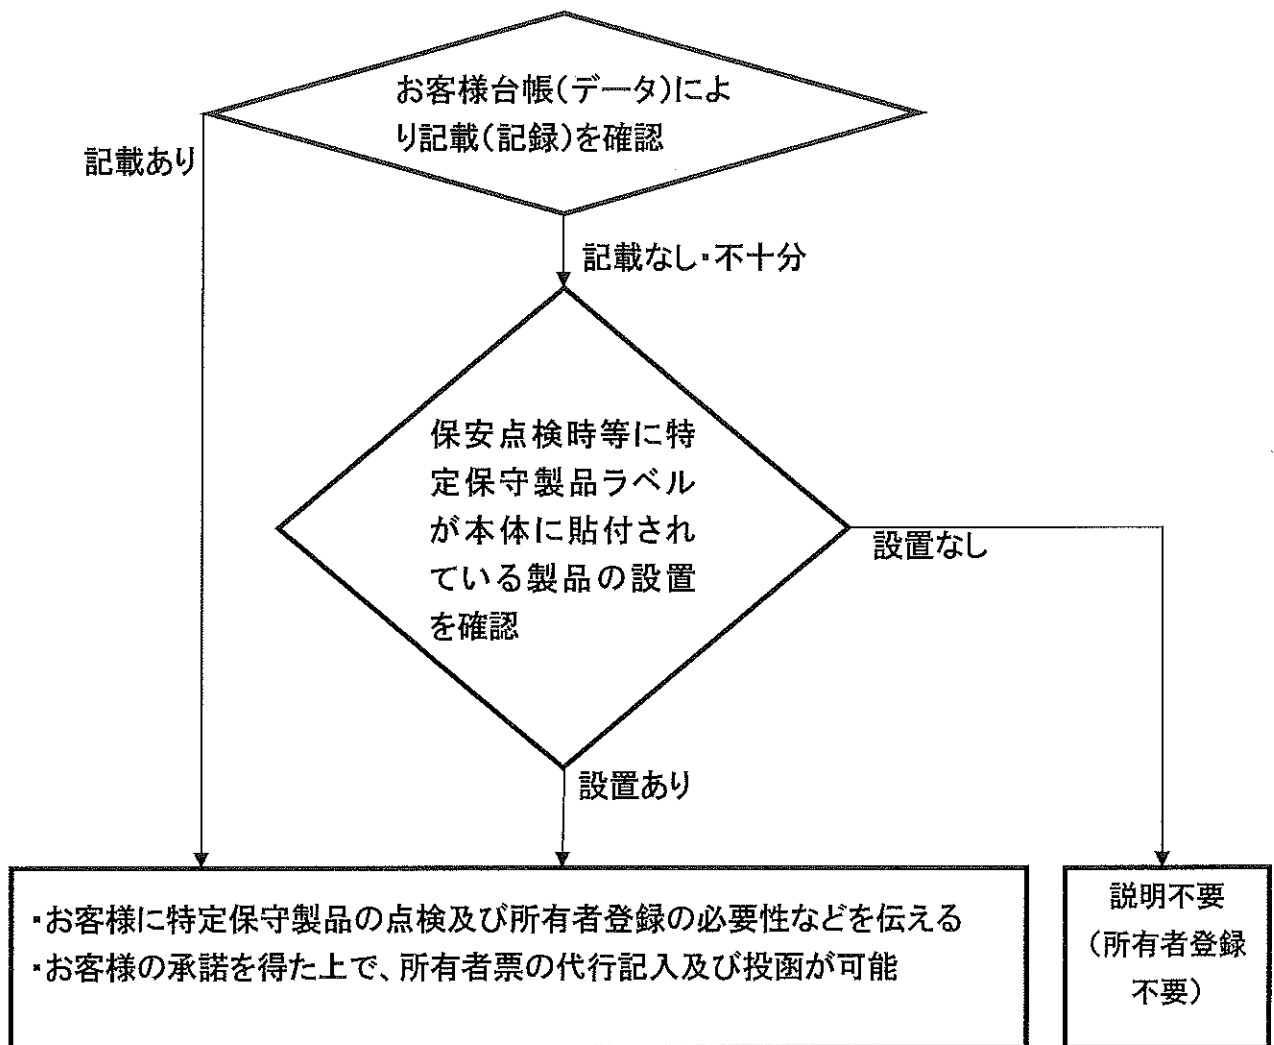 お客様台帳(データ)によ
り記載(記録)を確認
記載あり
記載なし・不十分
保安点検時等に特
定保守製品ラベル
が本体に貼付され
ている製品の設置
を確認
設置なし
設置あり
・お客様に特定保守製品の点検及び所有者登録の必要性などを伝える
・お客様の承諾を得た上で、所有者票の代行記入及び投函が可能
説明不要
(所有者登録
不要)